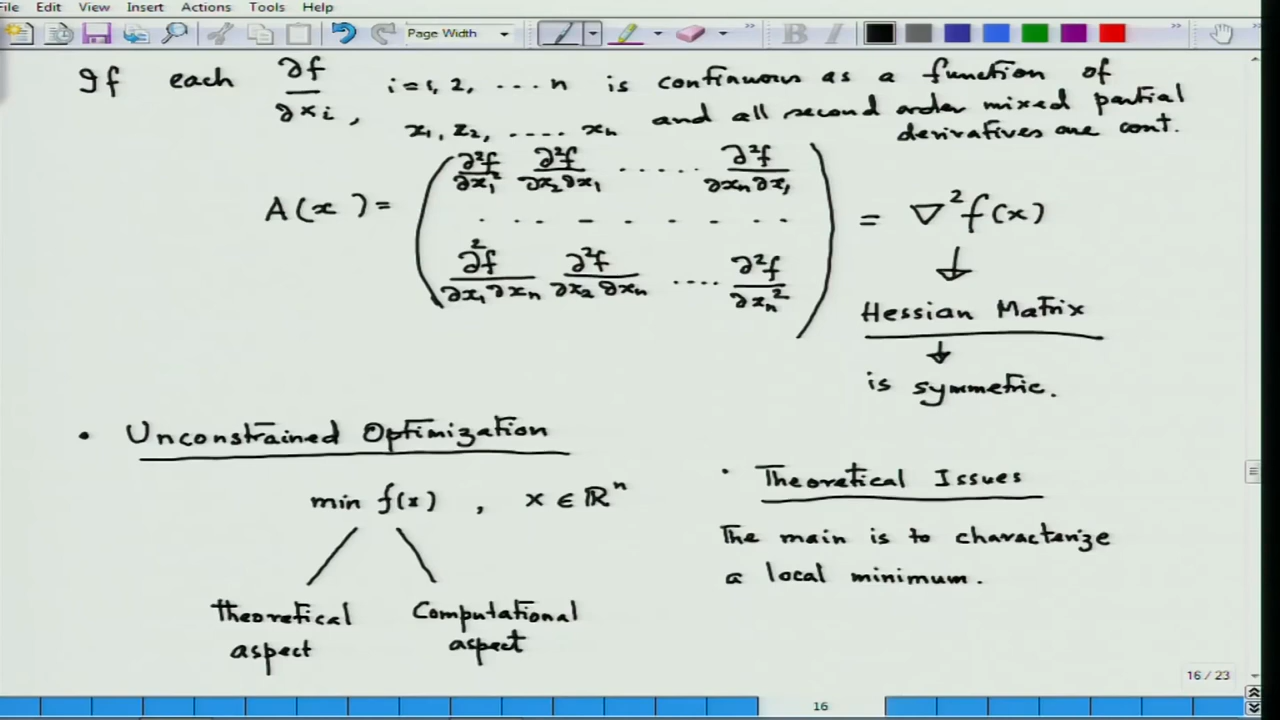 File Edit View Insert Actions Tools Help
Page Width
If each ∂f/∂xi, i=1, 2, ... n is continuous as a function of
x1, x2, .... xn and all second order mixed partial
derivatives are cont.
A(x) = ( ∂²f/∂x1² ∂²f/∂x2∂x1 ...... ∂²f/∂xn∂x1
. . . . . . . .
∂²f/∂x1∂xn ∂²f/∂x2∂xn .... ∂²f/∂xn² ) = ∇²f(x)
↓
Hessian Matrix
↓
is symmetric.
• Unconstrained Optimization
min f(x) , x ∈ ℝⁿ
Theoretical aspect
Computational aspect
• Theoretical Issues
The main is to characterize
a local minimum.
16 / 23
16